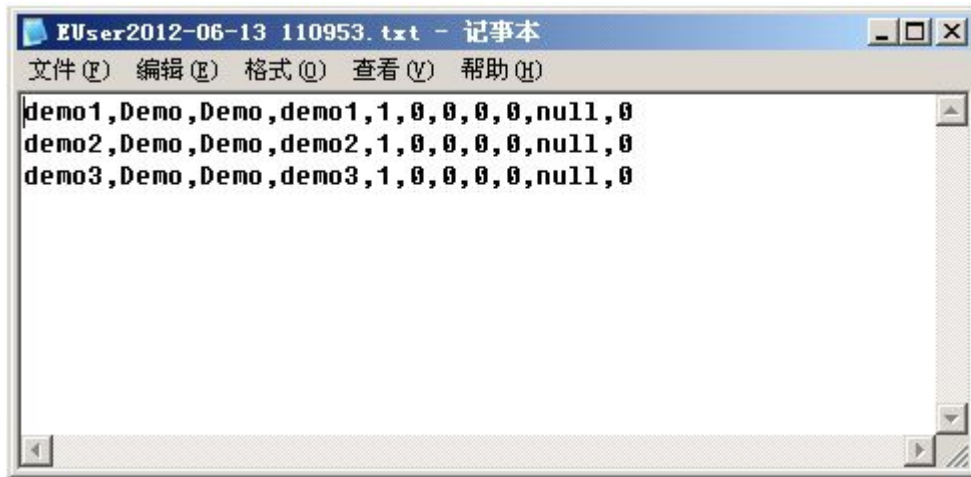 EUser2012-06-13 110953.txt - 记事本
文件(F) 编辑(E) 格式(O) 查看(V) 帮助(H)
demo1,Demo,Demo,demo1,1,0,0,0,0,null,0
demo2,Demo,Demo,demo2,1,0,0,0,0,null,0
demo3,Demo,Demo,demo3,1,0,0,0,0,null,0